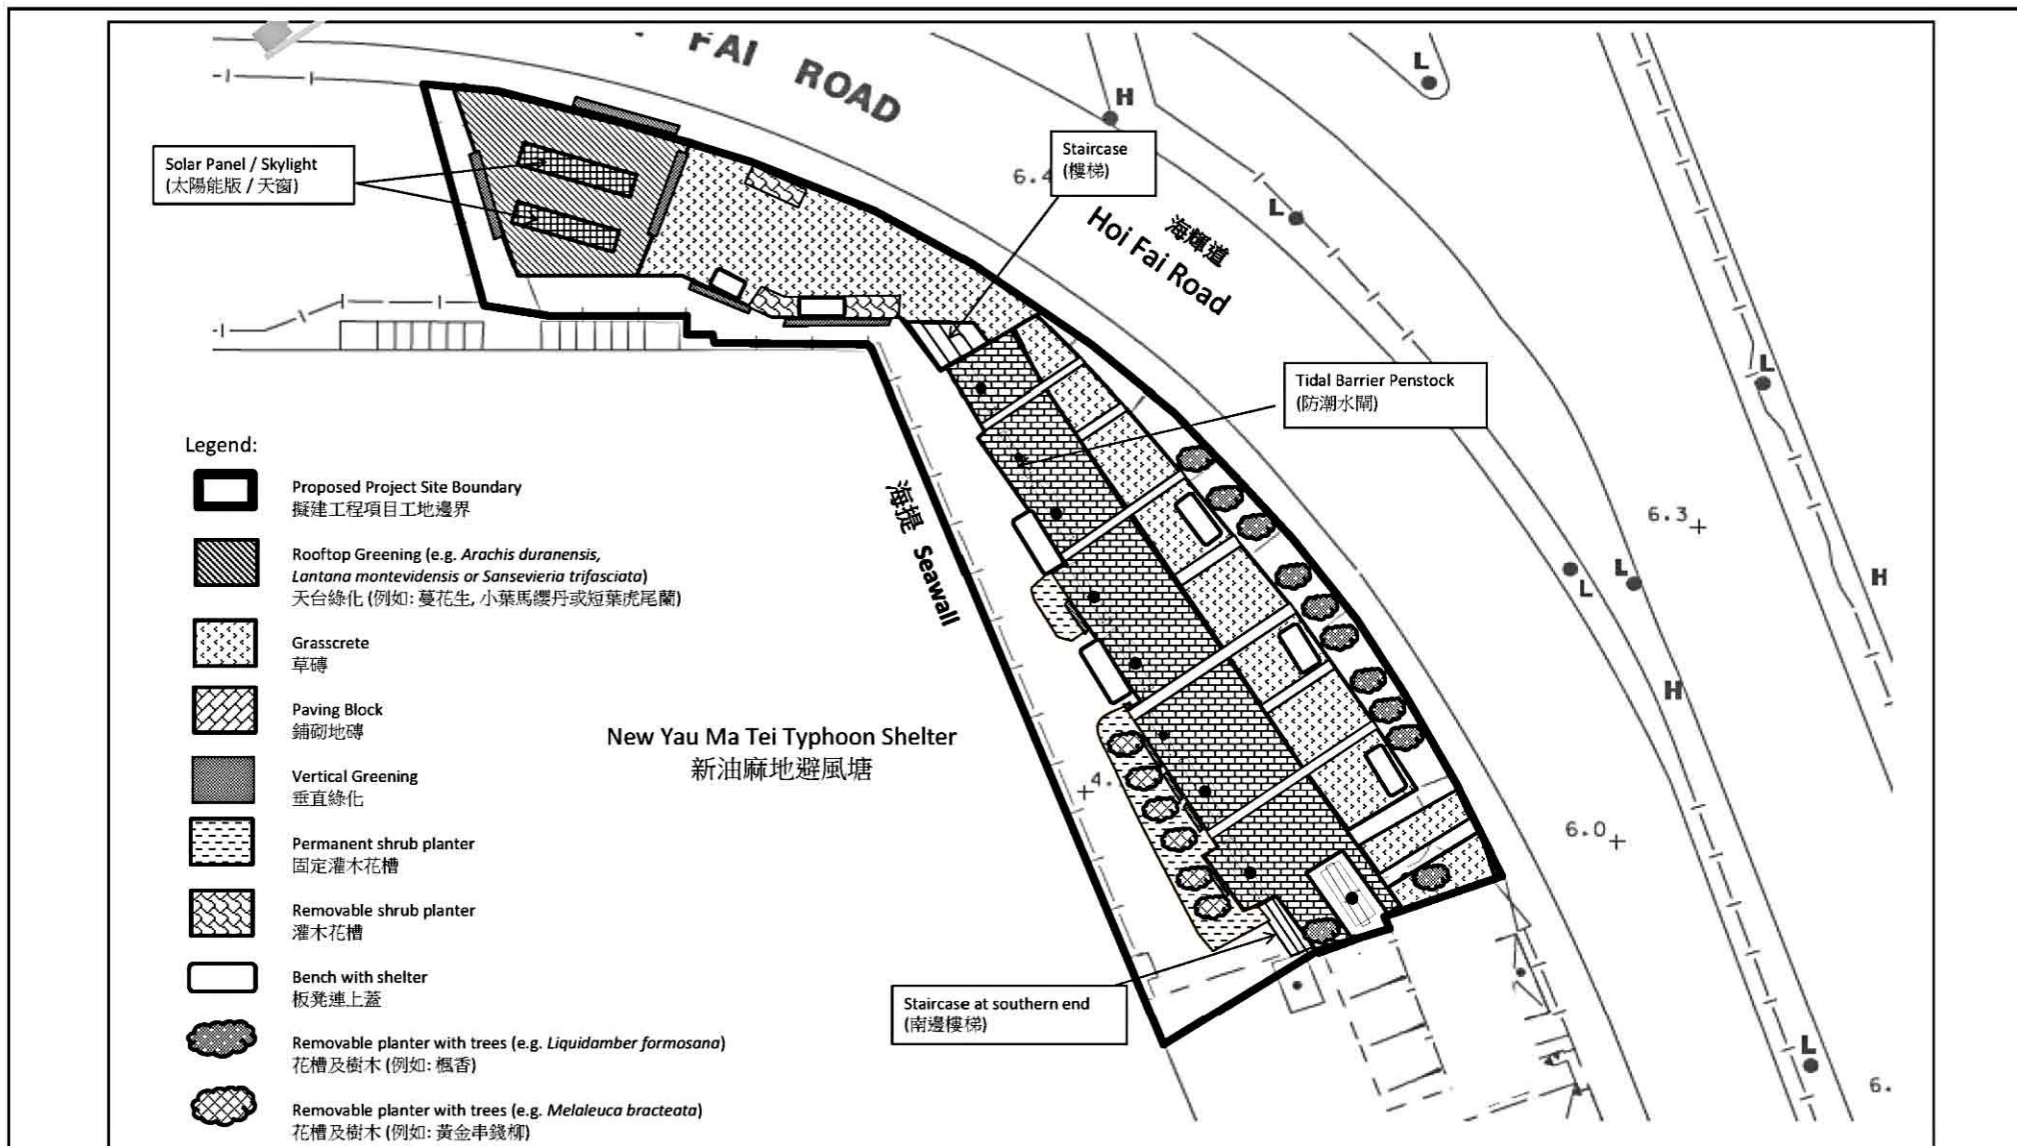 FAI ROAD
H
L
Solar Panel / Skylight
(太陽能版 / 天窗)
Staircase
(樓梯)
6.4
L
海輝道
Hoi Fai Road
Tidal Barrier Penstock
(防潮水閘)
L
Legend:
Proposed Project Site Boundary
擬建工程項目工地邊界
Rooftop Greening (e.g. Arachis duranensis,
Lantana montevidensis or Sansevieria trifasciata)
天台綠化 (例如: 蔓花生, 小葉馬纓丹或短葉虎尾蘭)
Grasscrete
草磚
Paving Block
鋪砌地磚
Vertical Greening
垂直綠化
Permanent shrub planter
固定灌木花槽
Removable shrub planter
灌木花槽
Bench with shelter
板凳連上蓋
Removable planter with trees (e.g. Liquidamber formosana)
花槽及樹木 (例如: 楓香)
Removable planter with trees (e.g. Melaleuca bracteata)
花槽及樹木 (例如: 黃金串錢柳)
海提 Seawall
New Yau Ma Tei Typhoon Shelter
新油麻地避風塘
4.
6.3
H
L
L
H
6.0
Staircase at southern end
(南邊樓梯)
L
6.